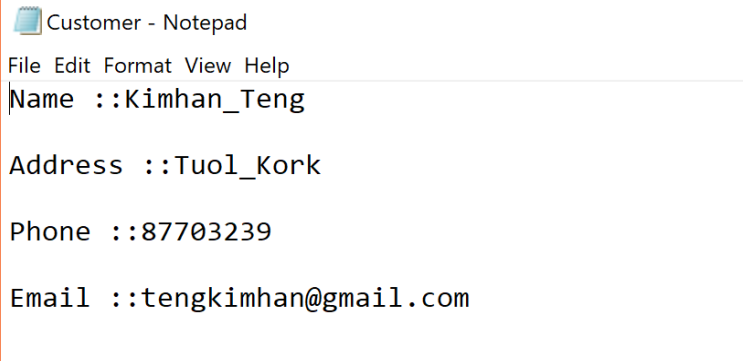 Customer - Notepad
File Edit Format View Help
Name ::Kimhan_Teng
Address ::Tuol_Kork
Phone ::87703239
Email ::tengkimhan@gmail.com